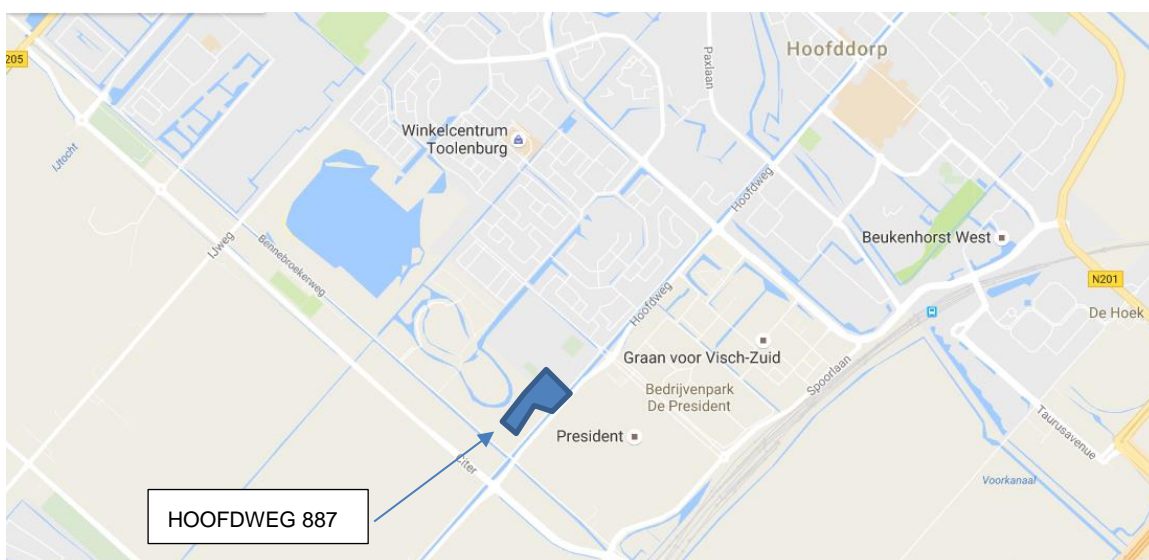 Hoofddorp
205
Paxlaan
Winkelcentrum
Toolenburg
IJtocht
Hoofdweg
IJweg
Bennebroekerweg
Beukenhorst West
N201
De Hoek
Hoofdweg
Graan voor Visch-Zuid
Spoorlaan
Bedrijvenpark
De President
President
Taurusavenue
Citer
Voorkanaal
HOOFDWEG 887